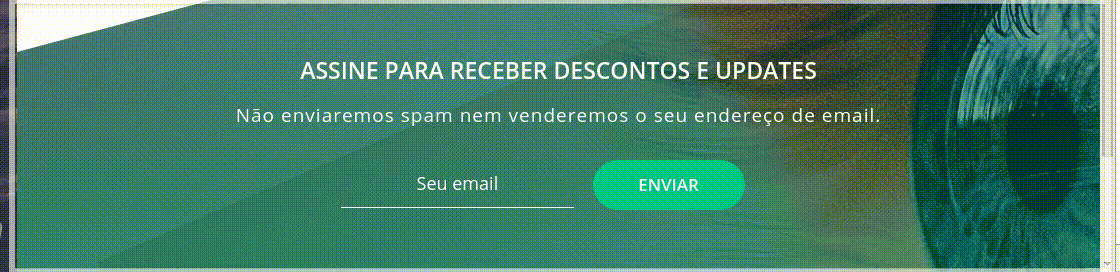 ASSINE PARA RECEBER DESCONTOS E UPDATES
Não enviaremos spam nem venderemos o seu endereço de email.
Seu email
ENVIAR